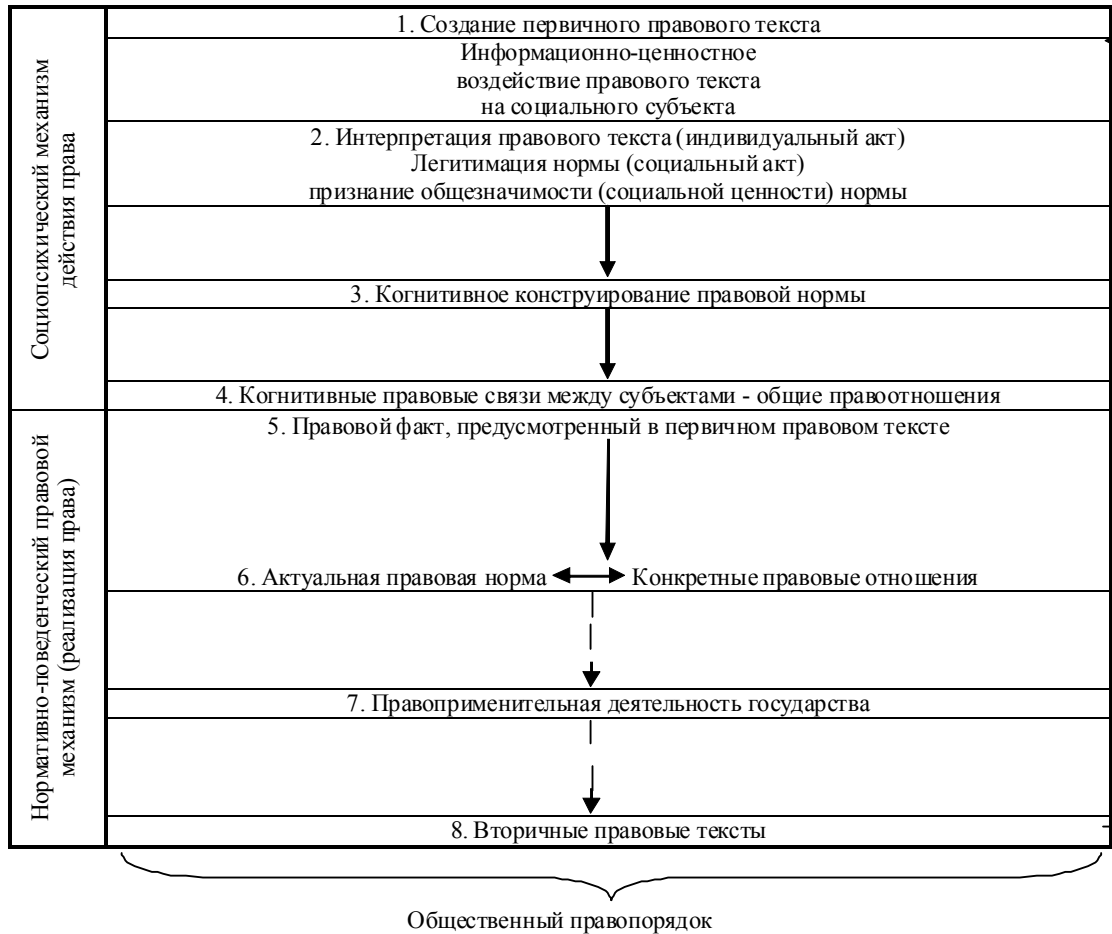 Социопсихический механизм
действия права
1. Создание первичного правового текста
Информационно-ценностное
воздействие правового текста
на социального субъекта
2. Интерпретация правового текста (индивидуальный акт)
Легитимация нормы (социальный акт)
признание общезначимости (социальной ценности) нормы
3. Когнитивное конструирование правовой нормы
4. Когнитивные правовые связи между субъектами - общие правоотношения
Нормативно-поведенческий правовой
механизм (реализация права)
5. Правовой факт, предусмотренный в первичном правовом тексте
6. Актуальная правовая норма Конкретные правовые отношения
7. Правоприменительная деятельность государства
8. Вторичные правовые тексты
Общественный правопорядок